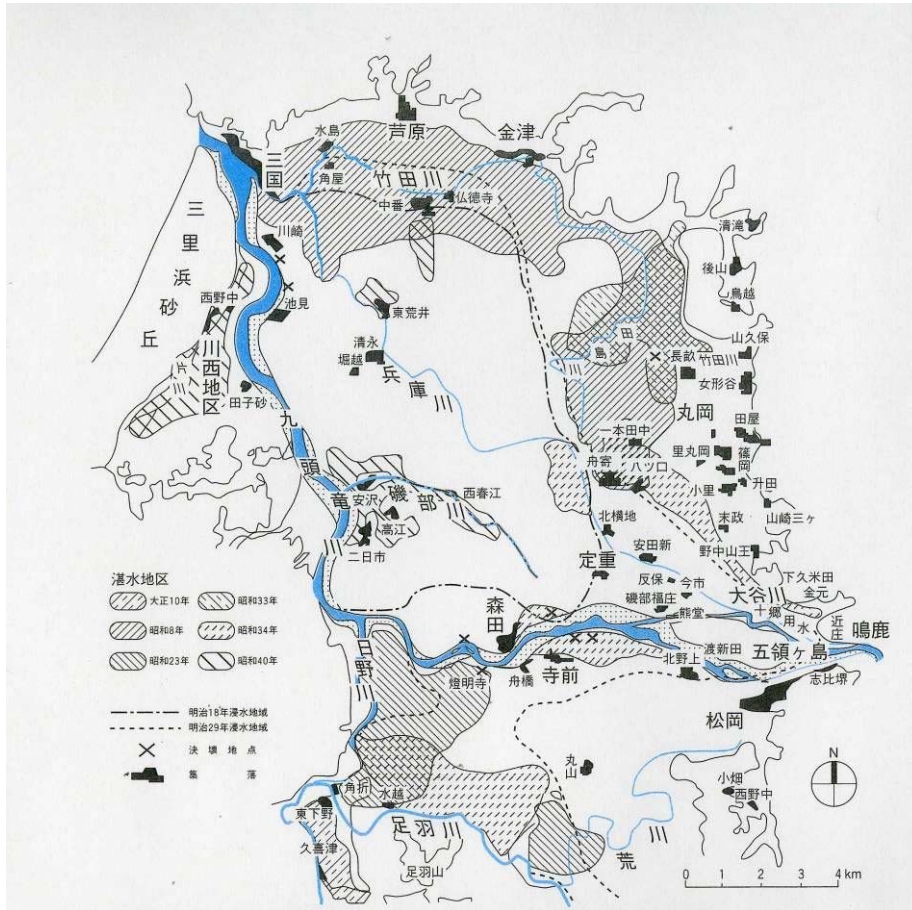 水島
芦原
金津
三国
角屋
竹田川
中番
仏徳寺
三里浜砂丘
川崎
清滝
後山
鳥越
西野中
池見
東荒井
田島川
清永
堀越
兵庫川
長畝
竹田川
山久保
女形谷
片川
川西地区
田子砂
丸岡
九頭竜川
一本田中
田屋
里丸岡
篠岡
舟寄
八ツ口
升田
小里
安沢
磯部川
西春江
高江
二日市
北横地
末政
山崎三ヶ
安田新
野中山王
定重
反保
今市
大谷川
下久米田
金元
湛水地区
大正10年
昭和33年
昭和8年
昭和34年
昭和23年
昭和40年
森田
磯部福庄
熊堂
十郷用水
近庄
鳴鹿
日野川
渡新田
五領ヶ島
北野上
燈明寺
舟橋
寺前
志比堺
松岡
明治18年浸水地域
明治29年浸水地域
決壊地点
集落
丸山
N
小畑
西野中
角折
水越
東下野
足羽川
久喜津
足羽山
荒川
0 1 2 3 4 km